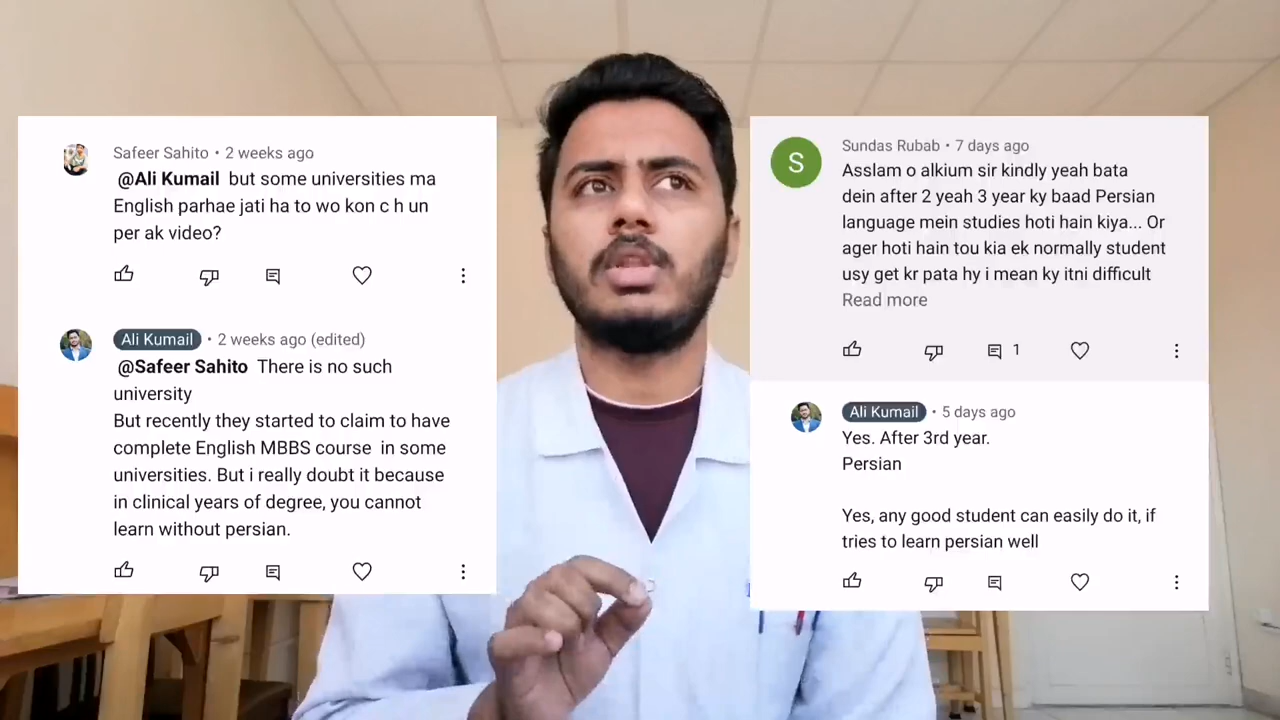 Safeer Sahito • 2 weeks ago
@Ali Kumail but some universities ma
English parhae jati ha to wo kon c h un
per ak video?
Ali Kumail • 2 weeks ago (edited)
@Safeer Sahito There is no such
university
But recently they started to claim to have
complete English MBBS course in some
universities. But i really doubt it because
in clinical years of degree, you cannot
learn without persian.
S
Sundas Rubab • 7 days ago
Asslam o alkium sir kindly yeah bata
dein after 2 yeah 3 year ky baad Persian
language mein studies hoti hain kiya... Or
ager hoti hain tou kia ek normally student
usy get kr pata hy i mean ky itni difficult
Read more
1
Ali Kumail • 5 days ago
Yes. After 3rd year.
Persian
Yes, any good student can easily do it, if
tries to learn persian well